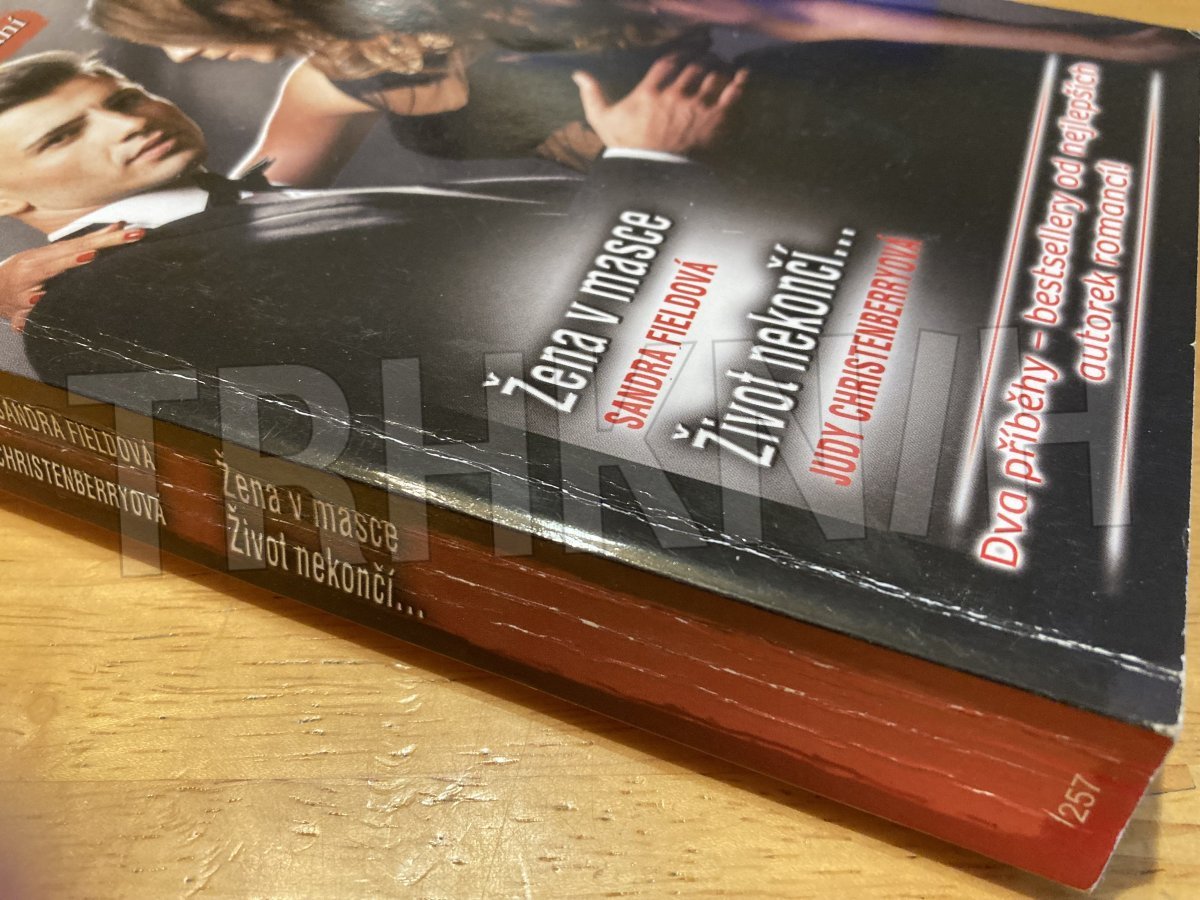 Žena v masce
SANDRA FIELDOVÁ
Život nekončí...
JUDY CHRISTENBERRYOVÁ
Dva příběhy – bestsellery od nejlepších
autorek romancí!
SANDRA FIELDOVÁ
CHRISTENBERRYOVÁ
Žena v masce
Život nekončí...
257
TRHKNIH